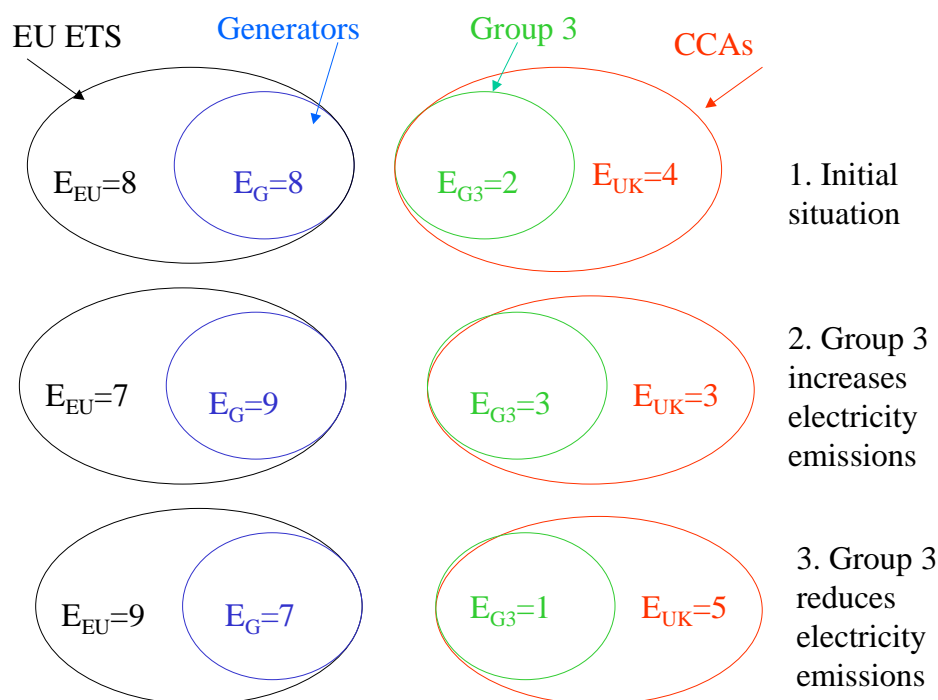 EU ETS
Generators
Group 3
CCAs
E_EU=8
E_G=8
E_G3=2
E_UK=4
1. Initial
situation
E_EU=7
E_G=9
E_G3=3
E_UK=3
2. Group 3
increases
electricity
emissions
E_EU=9
E_G=7
E_G3=1
E_UK=5
3. Group 3
reduces
electricity
emissions